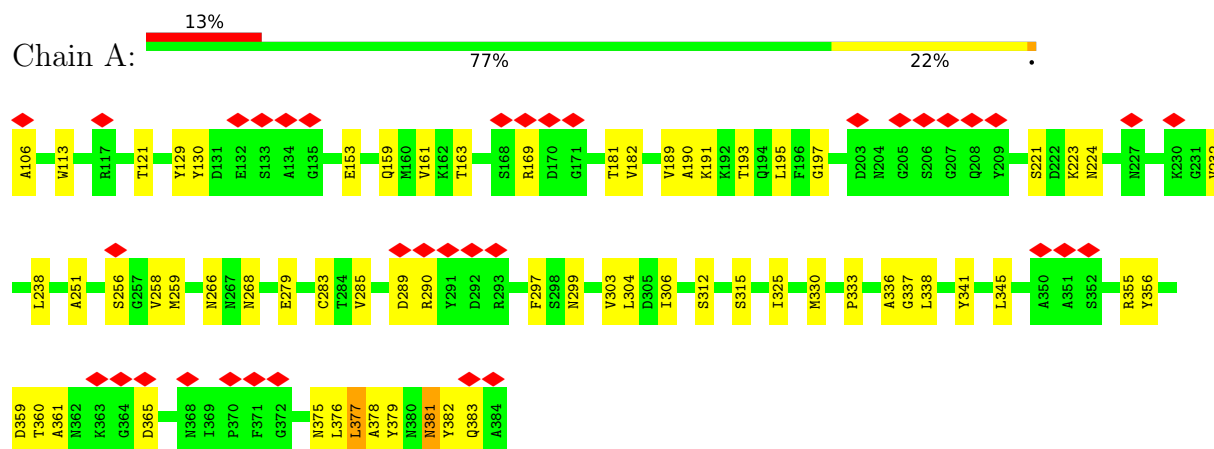 13%
Chain A:
77%
22%
•
A106 W113 R117 T121 Y129 Y130 D131 E132 S133 A134 G135 E153 Q159 M160 V161 K162 T163 S168 R169 D170 G171 T181 V182 V189 A190 K191 K192 T193 Q194 L195 F196 G197 D203 N204 G205 S206 G207 Q208 Y209 S221 D222 K223 N224 N227 K230 G231
L238 A251 S256 G257 V258 M259 N266 N267 N268 E279 C283 T284 V285 D289 R290 Y291 D292 R293 F297 S298 N299 V303 L304 D305 I306 S312 S315 I325 M330 P333 A336 G337 L338 Y341 L345 A350 A351 S352 R355 Y356
D359 T360 A361 N362 K363 G364 D365 N368 I369 P370 F371 G372 N375 L376 L377 A378 Y379 N380 N381 Y382 Q383 A384